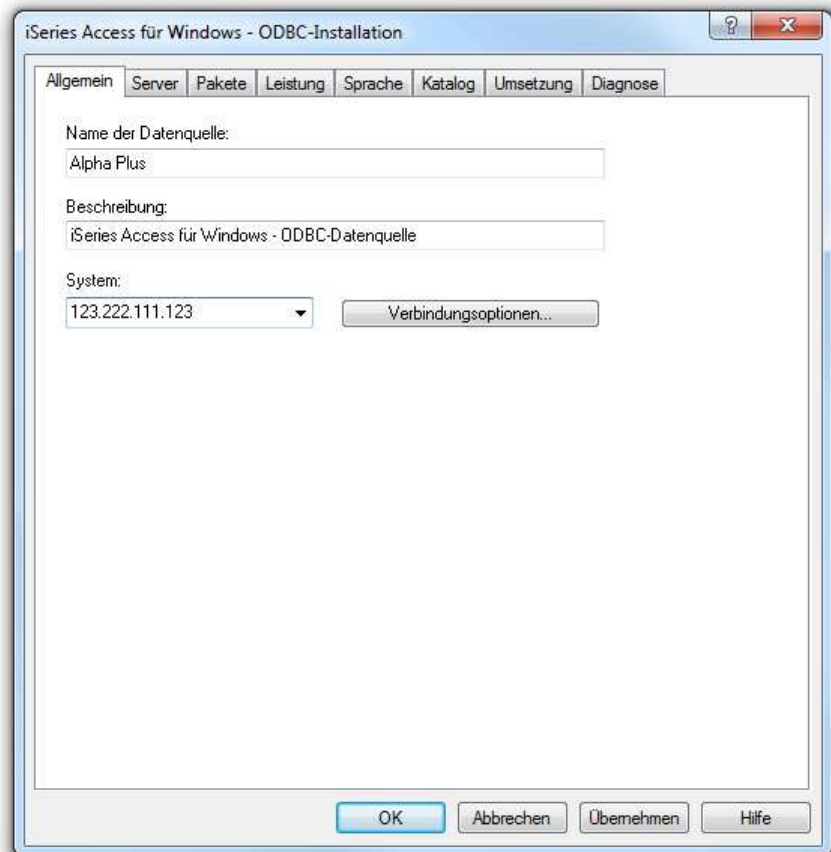 iSeries Access für Windows - ODBC-Installation
Allgemein Server Pakete Leistung Sprache Katalog Umsetzung Diagnose
Name der Datenquelle:
Alpha Plus
Beschreibung:
iSeries Access für Windows - ODBC-Datenquelle
System:
123.222.111.123 Verbindungsoptionen...
OK Abbrechen Übernehmen Hilfe